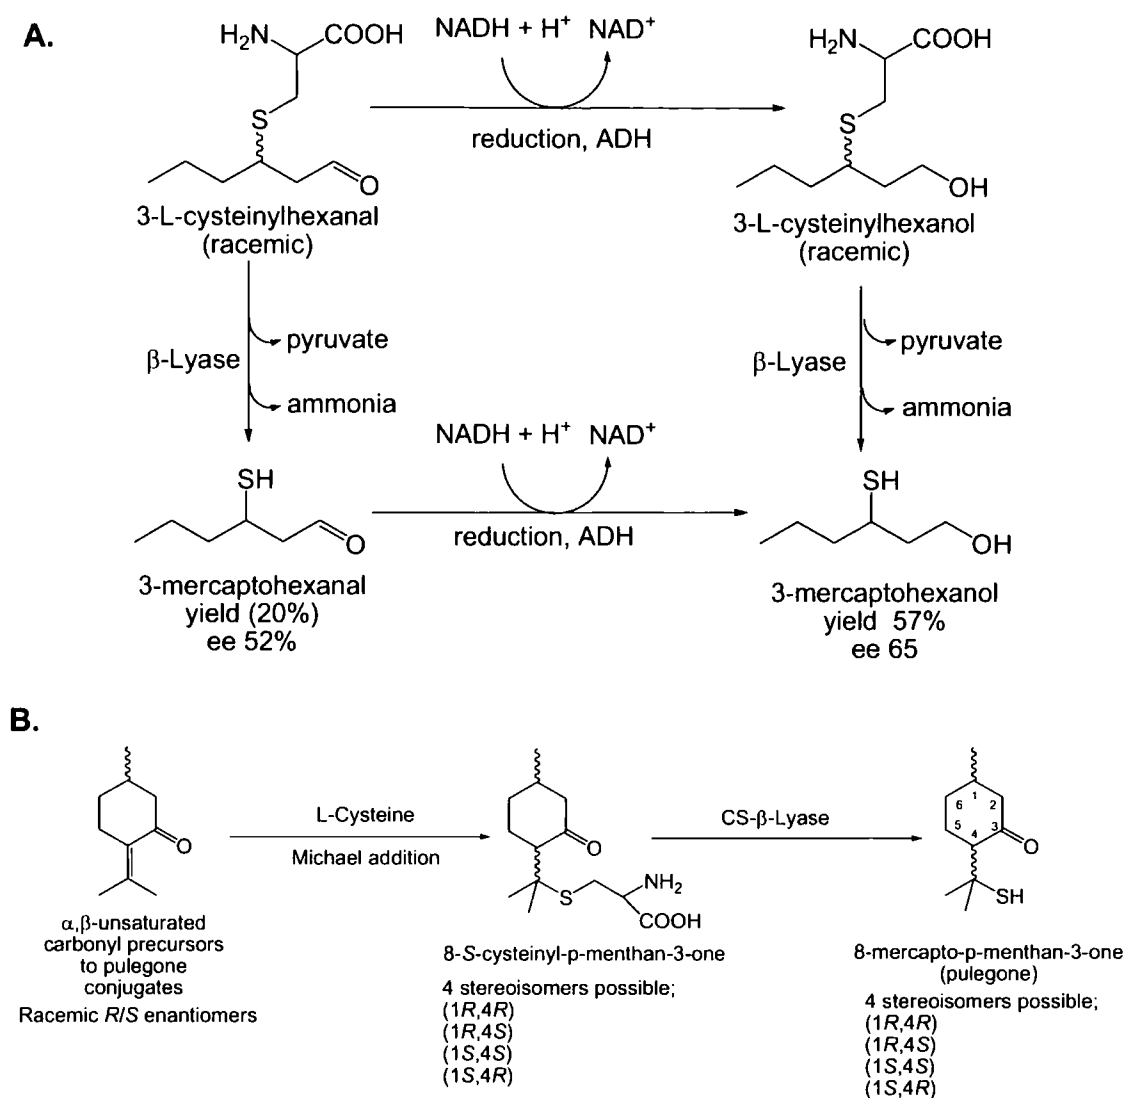 A.
H₂N COOH
S
O
3-L-cysteinylhexanal
(racemic)
NADH + H⁺ NAD⁺
reduction, ADH
H₂N COOH
S
OH
3-L-cysteinylhexanol
(racemic)
β-Lyase
pyruvate
ammonia
β-Lyase
pyruvate
ammonia
SH
O
3-mercaptohexanal
yield (20%)
ee 52%
NADH + H⁺ NAD⁺
reduction, ADH
SH
OH
3-mercaptohexanol
yield 57%
ee 65
B.
O
α,β-unsaturated
carbonyl precursors
to pulegone
conjugates
Racemic R/S enantiomers
L-Cysteine
Michael addition
O
S
NH₂
COOH
8-S-cysteinyl-p-menthan-3-one
4 stereoisomers possible;
(1R,4R)
(1R,4S)
(1S,4S)
(1S,4R)
CS-β-Lyase
1
6 2
5 3
4
O
SH
8-mercapto-p-menthan-3-one
(pulegone)
4 stereoisomers possible;
(1R,4R)
(1R,4S)
(1S,4S)
(1S,4R)